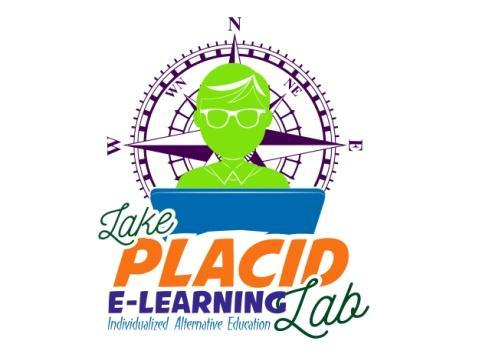 N
WN
NE
W
E
Lake
PLACID
E-LEARNING Lab
Individualized Alternative Education